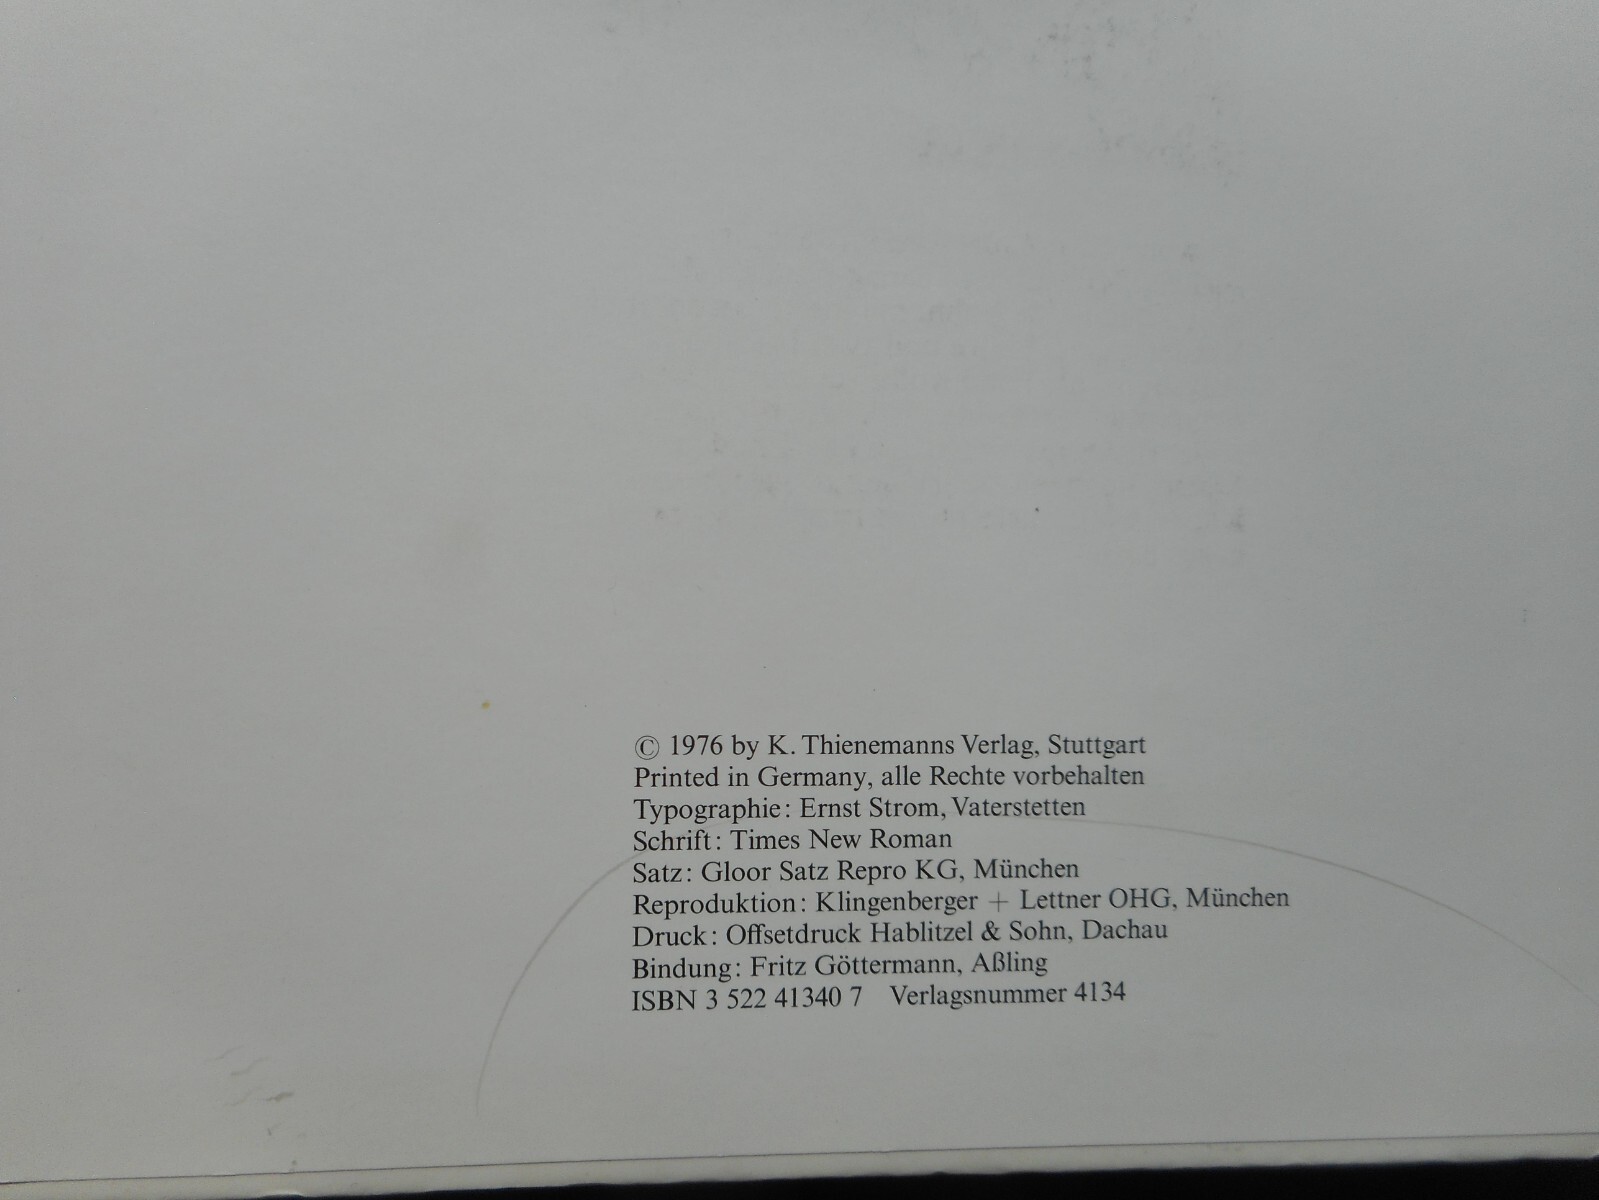 © 1976 by K. Thienemanns Verlag, Stuttgart
Printed in Germany, alle Rechte vorbehalten
Typographie: Ernst Strom, Vaterstetten
Schrift: Times New Roman
Satz: Gloor Satz Repro KG, München
Reproduktion: Klingenberger + Lettner OHG, München
Druck: Offsetdruck Hablitzel & Sohn, Dachau
Bindung: Fritz Göttermann, Aßling
ISBN 3 522 41340 7 Verlagsnummer 4134